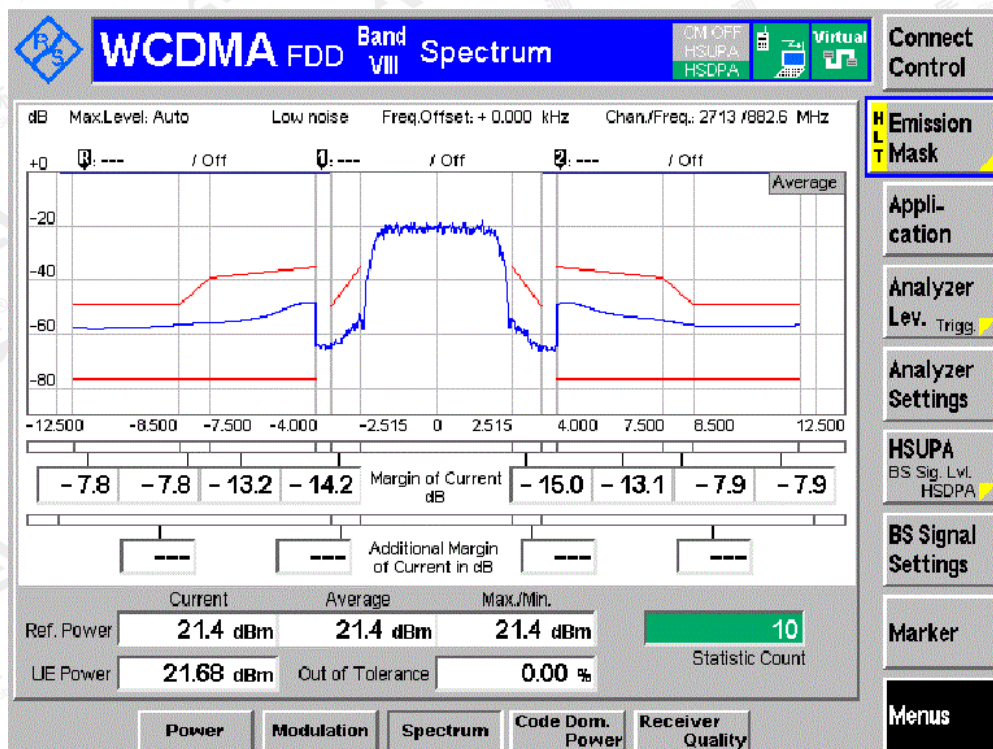 R/S WCDMA FDD Band VIII Spectrum
CM OFF
HSUPA
HSDPA
Virtual
Connect Control
dB Max.Level: Auto Low noise Freq.Offset: + 0.000 kHz Chan./Freq.: 2713 /882.6 MHz
HLT Emission Mask
+0 R: --- / Off 1: --- / Off 2: --- / Off
Average
-20
-40
-60
-80
-12.500 -8.500 -7.500 -4.000 -2.515 0 2.515 4.000 7.500 8.500 12.500
Appli-
cation
Analyzer
Lev. Trigg.
Analyzer
Settings
- 7.8 - 7.8 - 13.2 - 14.2 Margin of Current dB - 15.0 - 13.1 - 7.9 - 7.9
HSUPA
BS Sig. Lvl.
HSDPA
--- --- Additional Margin of Current in dB --- ---
BS Signal
Settings
Current Average Max./Min.
Ref. Power 21.4 dBm 21.4 dBm 21.4 dBm 10
Statistic Count
UE Power 21.68 dBm Out of Tolerance 0.00 %
Marker
Power Modulation Spectrum Code Dom. Power Receiver Quality
Menus